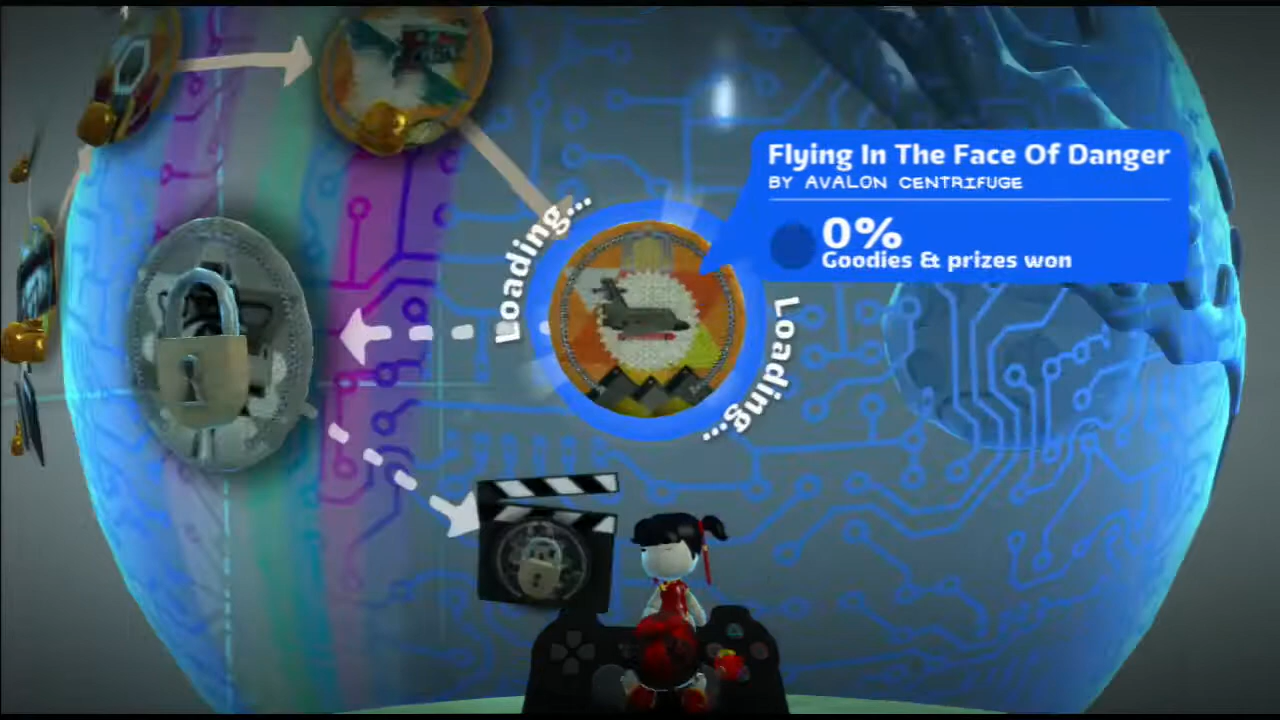 Flying In The Face Of Danger
BY AVALON CENTRIFUGE
0%
Goodies & prizes won
Loading...
Loading...